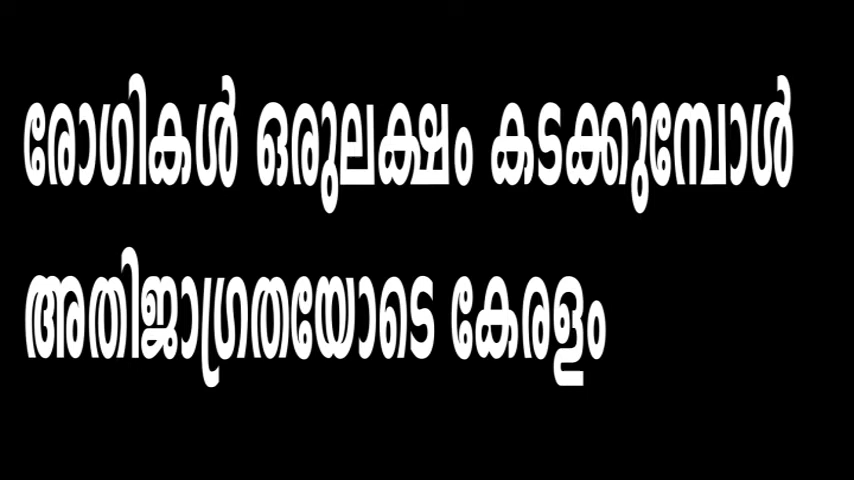 രോഗികൾ ഒരുലക്ഷം കടക്കുമ്പോൾ
അതിജാഗ്രതയോടെ കേരളം